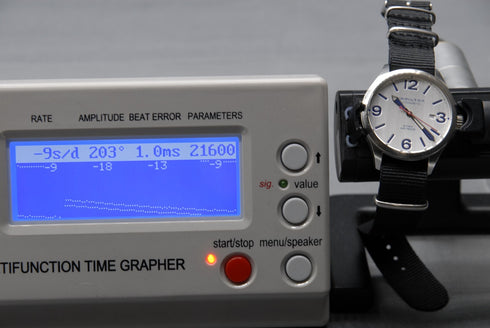 RATE AMPLITUDE BEAT ERROR PARAMETERS
-9s/d 203° 1.0ms 21600
-9 -18 -13 -9
sig. value
start/stop menu/speaker
TIFUNCTION TIME GRAPHER
HAMILTON
12
3
9